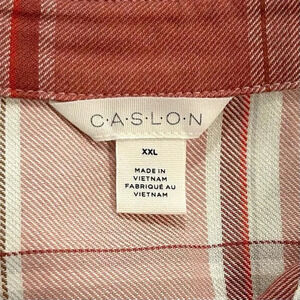 C·A·S·L·O·N
XXL
MADE IN
VIETNAM
FABRIQUÉ AU
VIETNAM